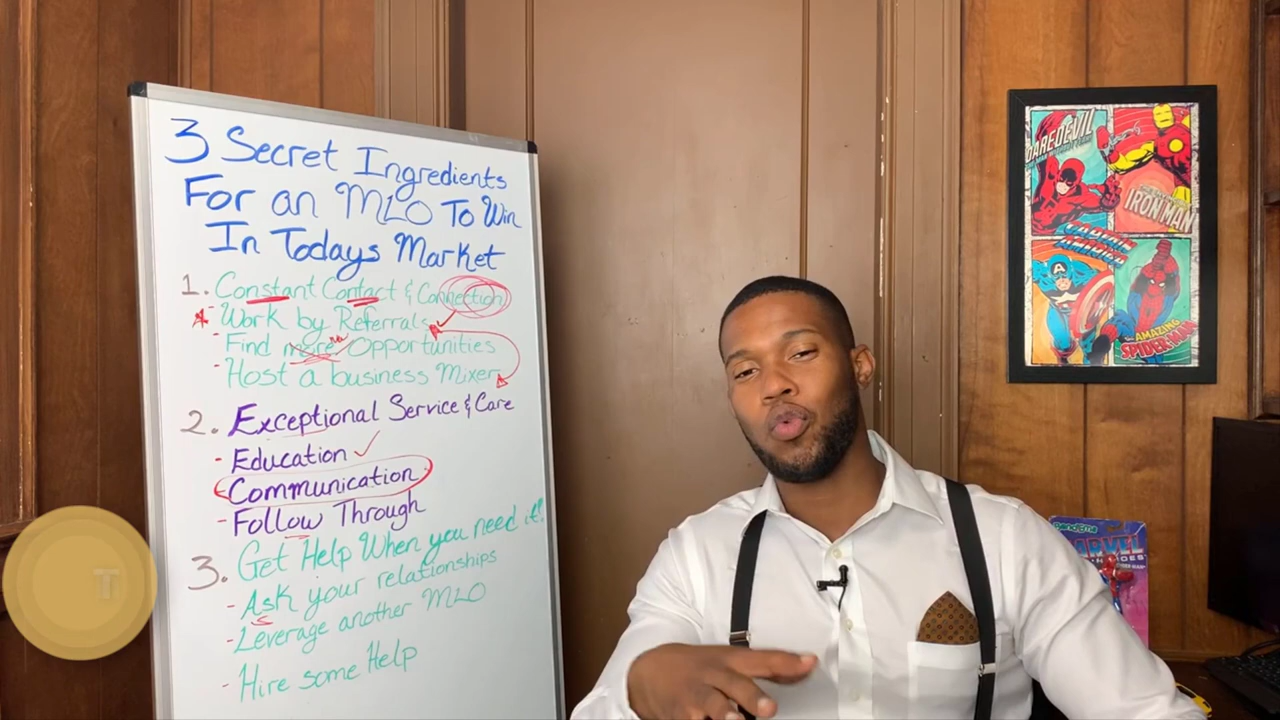 3 Secret Ingredients
For an MLO To Win
In Todays Market
1. Constant Contact & Connection
Work by Referrals
- Find more Opportunities
- Host a business Mixer
2. Exceptional Service & Care
- Education
- Communication
- Follow Through
3. Get Help When you need it!
- Ask your relationships
- Leverage another MLO
- Hire some Help
DAREDEVIL
IRON MAN
CAPTAIN
AMERICA
AMAZING
SPIDER-MAN
MARVEL
T